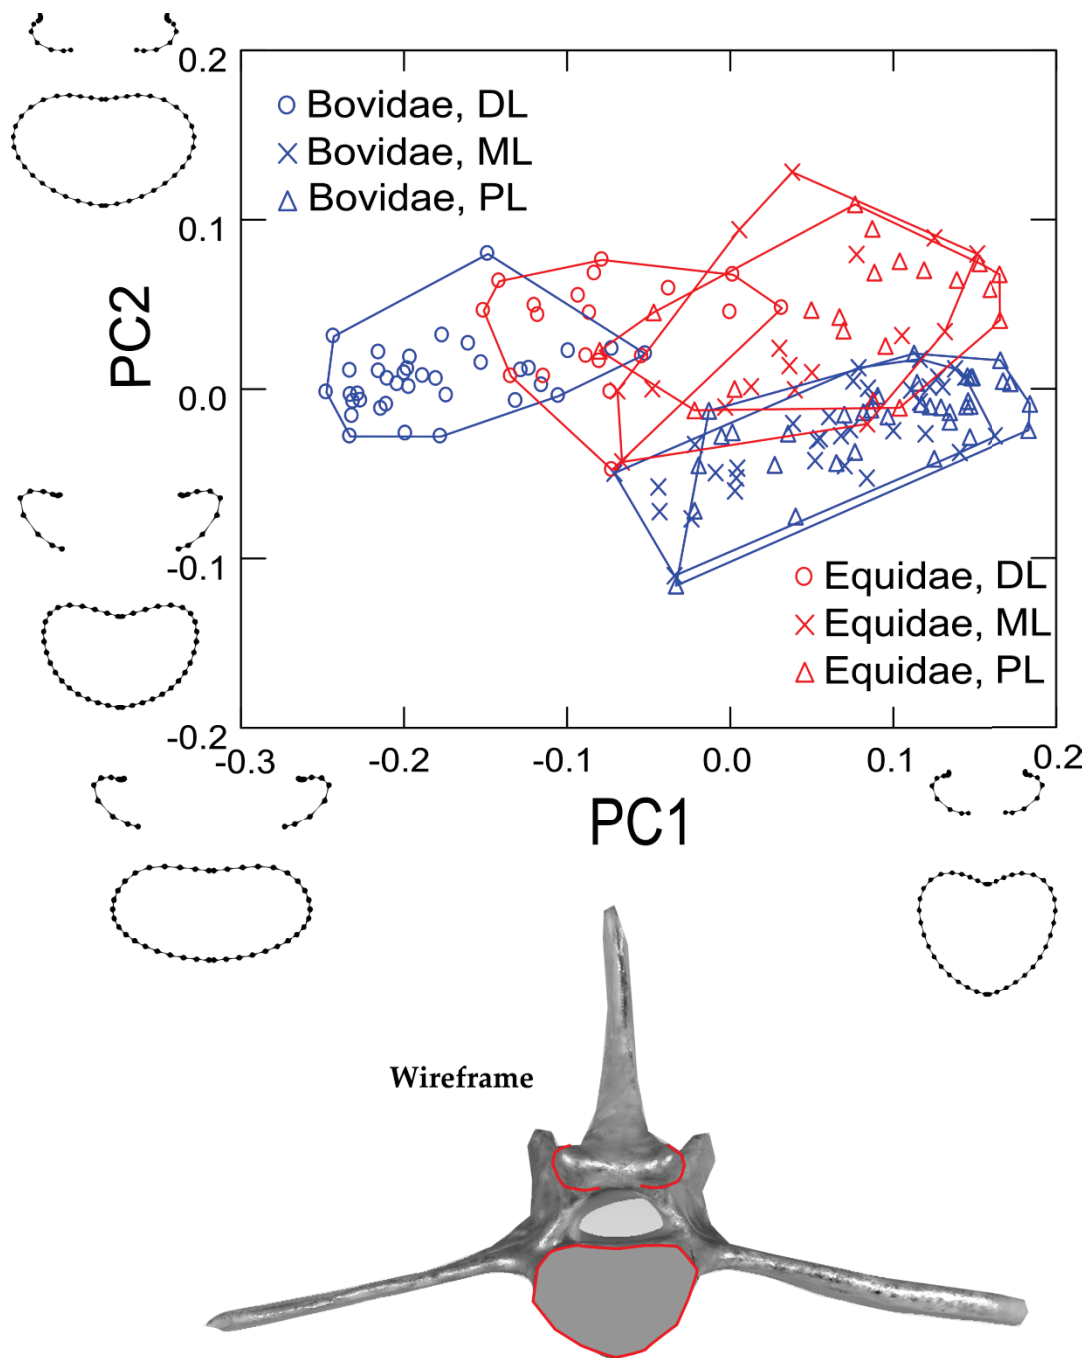 0.2
Bovidae, DL
Bovidae, ML
Bovidae, PL
0.1
PC2
0.0
-0.1
Equidae, DL
Equidae, ML
Equidae, PL
-0.2
-0.3
-0.2
-0.1
0.0
0.1
0.2
PC1
Wireframe